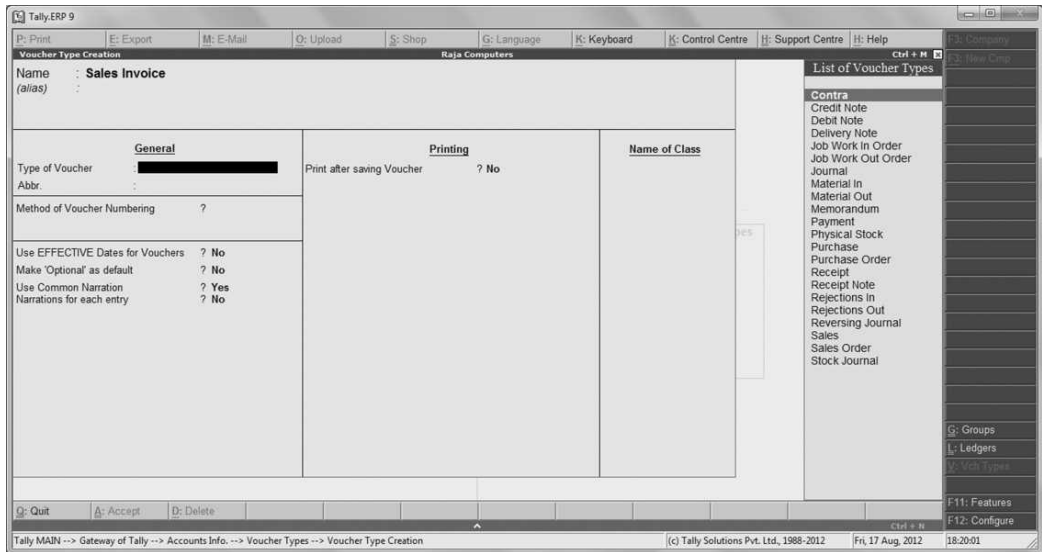 Tally.ERP 9
P: Print E: Export M: E-Mail O: Upload S: Shop G: Language K: Keyboard K: Control Centre H: Support Centre H: Help F3: Company
Voucher Type Creation Raja Computers Ctrl + M F3: New Cmp
Name : Sales Invoice
(alias) :
General
Type of Voucher :
Abbr. :
Method of Voucher Numbering ?
Use EFFECTIVE Dates for Vouchers ? No
Make 'Optional' as default ? No
Use Common Narration ? Yes
Narrations for each entry ? No
Printing
Print after saving Voucher ? No
Name of Class
List of Voucher Types
Contra
Credit Note
Debit Note
Delivery Note
Job Work In Order
Job Work Out Order
Journal
Material In
Material Out
Memorandum
Payment
Physical Stock
Purchase
Purchase Order
Receipt
Receipt Note
Rejections In
Rejections Out
Reversing Journal
Sales
Sales Order
Stock Journal
G: Groups
L: Ledgers
V: Vch Types
F11: Features
F12: Configure
Q: Quit A: Accept D: Delete
Ctrl + N
Tally MAIN --> Gateway of Tally --> Accounts Info. --> Voucher Types --> Voucher Type Creation (c) Tally Solutions Pvt. Ltd., 1988-2012 Fri, 17 Aug, 2012 18:20:01